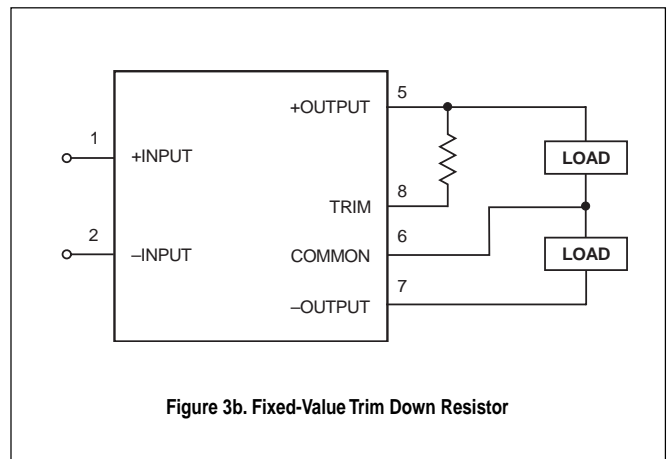 5
+OUTPUT
1
+INPUT
LOAD
8
TRIM
2
6
–INPUT
COMMON
LOAD
7
–OUTPUT
Figure 3b. Fixed-Value Trim Down Resistor